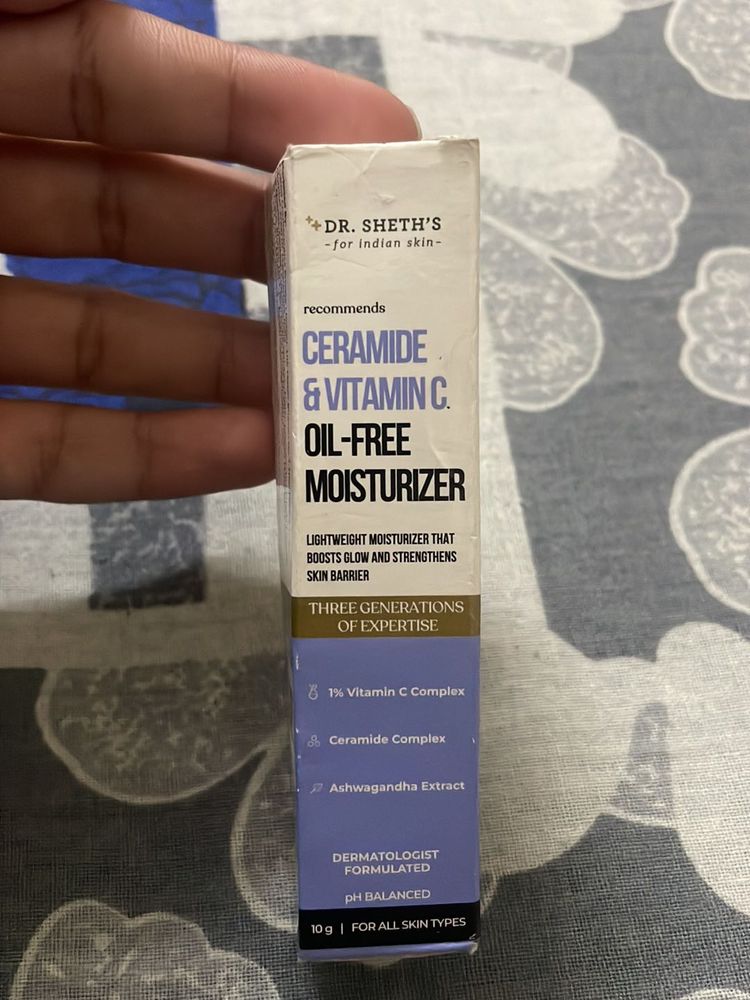 DR. SHETH'S
-for indian skin-
recommends
CERAMIDE
& VITAMIN C
OIL-FREE
MOISTURIZER
LIGHTWEIGHT MOISTURIZER THAT
BOOSTS GLOW AND STRENGTHENS
SKIN BARRIER
THREE GENERATIONS
OF EXPERTISE
1% Vitamin C Complex
Ceramide Complex
Ashwagandha Extract
DERMATOLOGIST
FORMULATED
pH BALANCED
10 g | FOR ALL SKIN TYPES